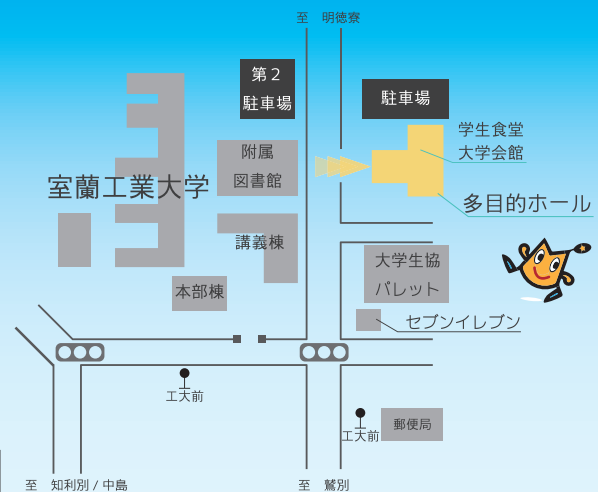 至 明徳寮
第２
駐車場
駐車場
学生食堂
大学会館
附属
図書館
室蘭工業大学
多目的ホール
講義棟
大学生協
パレット
本部棟
セブンイレブン
工大前
郵便局
工大前
至 知利別 / 中島
至 鷲別